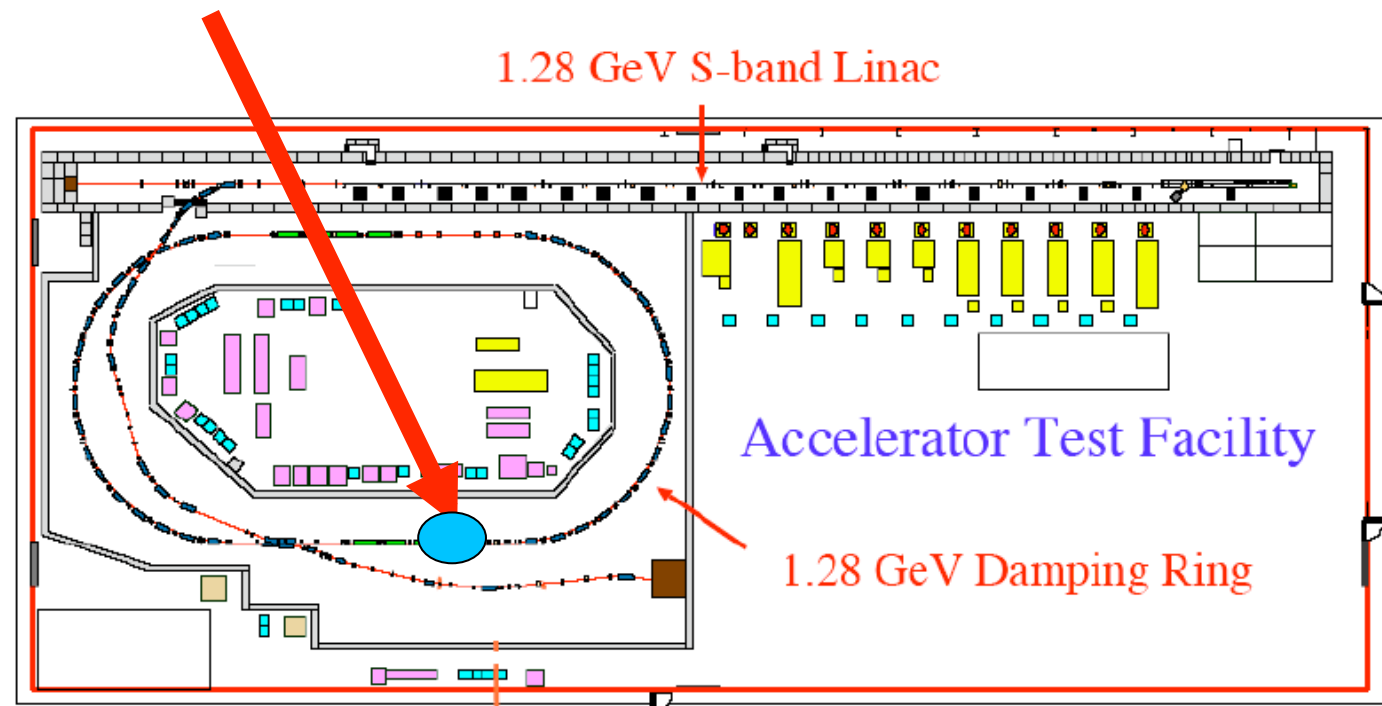 1.28 GeV S-band Linac
Accelerator Test Facility
1.28 GeV Damping Ring